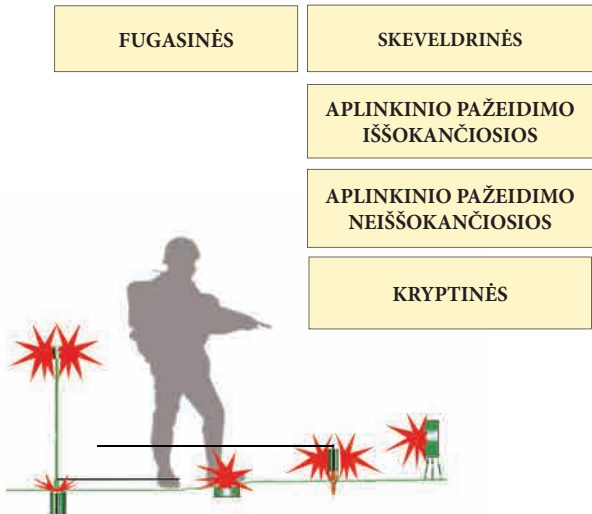 FUGASINĖS
SKEVELDRINĖS
APLINKINIO PAŽEIDIMO
IŠŠOKANČIOSIOS
APLINKINIO PAŽEIDIMO
NEIŠŠOKANČIOSIOS
KRYPTINĖS